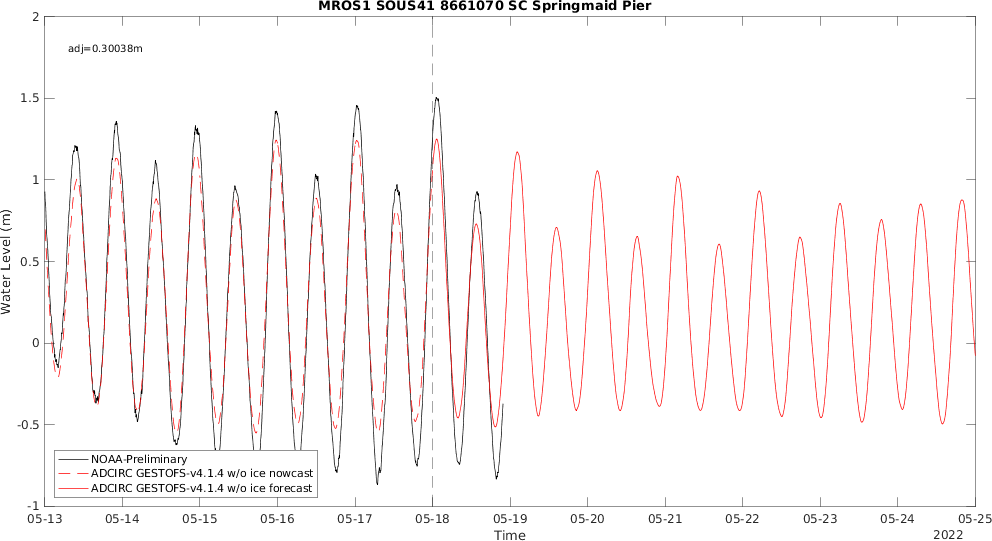 MROS1 SOUS41 8661070 SC Springmaid Pier
adj=0.30038m
2
1.5
1
0.5
0
-0.5
-1
Water Level (m)
NOAA-Preliminary
ADCIRC GESTOFS-v4.1.4 w/o ice nowcast
ADCIRC GESTOFS-v4.1.4 w/o ice forecast
05-13 05-14 05-15 05-16 05-17 05-18 05-19 05-20 05-21 05-22 05-23 05-24 05-25
Time
2022